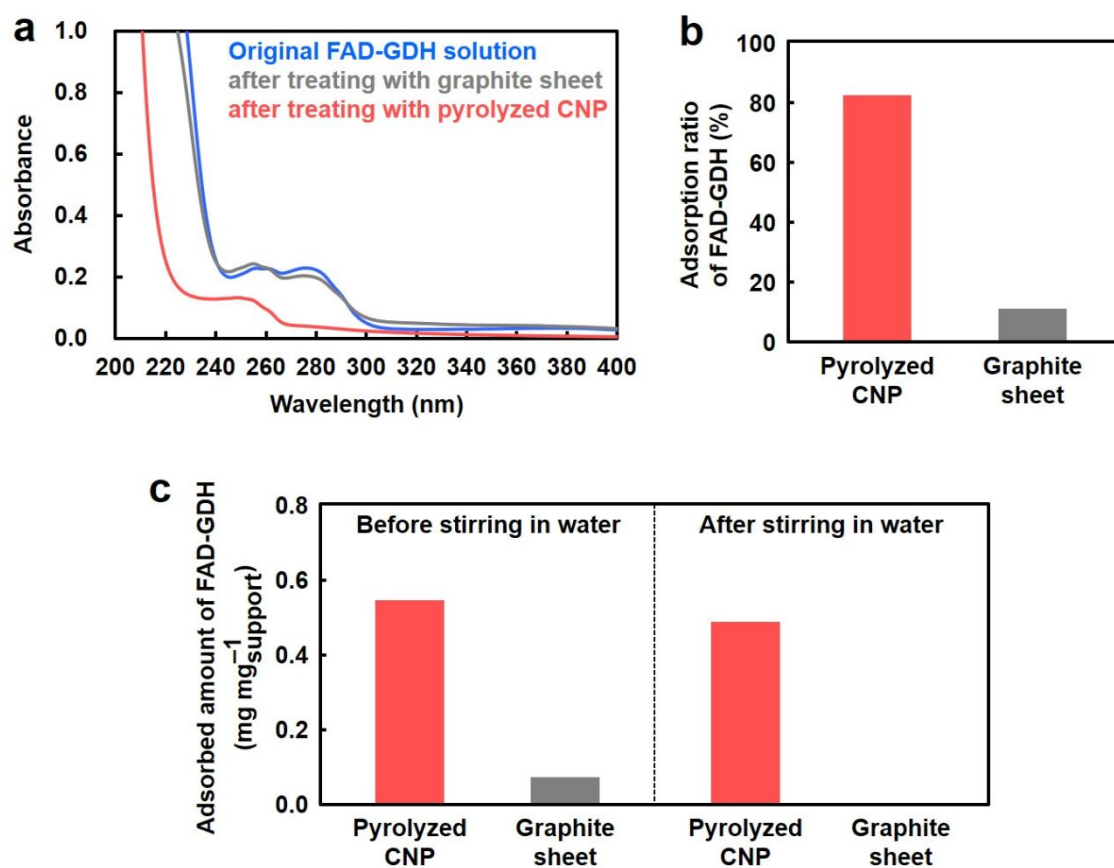 a
Original FAD-GDH solution
after treating with graphite sheet
after treating with pyrolyzed CNP
Absorbance
1.0
0.8
0.6
0.4
0.2
0.0
200 220 240 260 280 300 320 340 360 380 400
Wavelength (nm)
b
Adsorption ratio
of FAD-GDH (%)
100
80
60
40
20
0
Pyrolyzed
CNP
Graphite
sheet
c
Adsorbed amount of FAD-GDH
(mg mg–1support)
0.8
0.6
0.4
0.2
0.0
Before stirring in water
After stirring in water
Pyrolyzed
CNP
Graphite
sheet
Pyrolyzed
CNP
Graphite
sheet